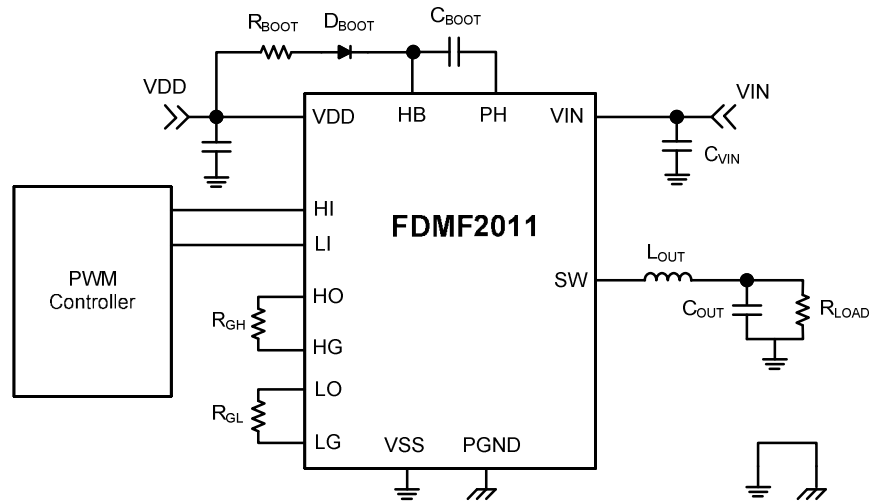 RBOOT
DBOOT
CBOOT
VDD
VIN
VDD
HB
PH
VIN
CVIN
HI
LI
FDMF2011
PWM
Controller
SW
LOUT
COUT
RLOAD
HO
RGH
HG
LO
RGL
LG
VSS
PGND